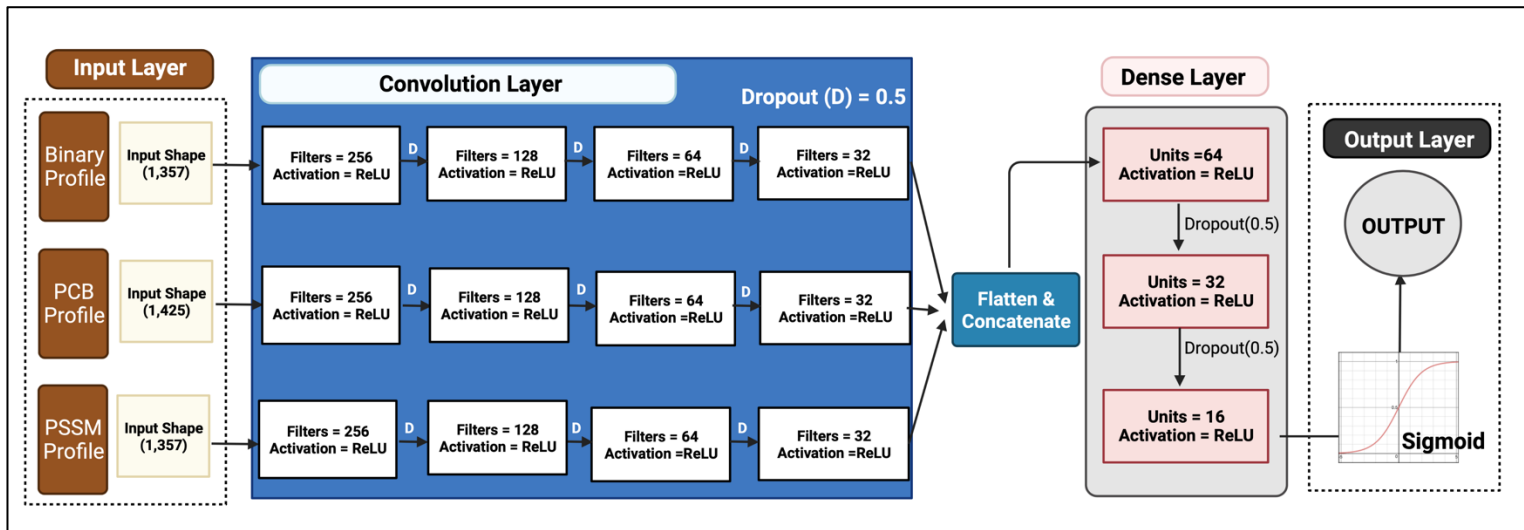 Input Layer
Binary
Profile
Input Shape
(1,357)
PCB
Profile
Input Shape
(1,425)
PSSM
Profile
Input Shape
(1,357)
Convolution Layer
Dropout (D) = 0.5
Filters = 256
Activation = ReLU
D
Filters = 128
Activation = ReLU
D
Filters = 64
Activation =ReLU
D
Filters = 32
Activation =ReLU
Filters = 256
Activation = ReLU
D
Filters = 128
Activation = ReLU
D
Filters = 64
Activation =ReLU
D
Filters = 32
Activation =ReLU
Filters = 256
Activation = ReLU
D
Filters = 128
Activation = ReLU
D
Filters = 64
Activation =ReLU
D
Filters = 32
Activation =ReLU
Flatten &
Concatenate
Dense Layer
Units =64
Activation = ReLU
Dropout(0.5)
Units = 32
Activation = ReLU
Dropout(0.5)
Units = 16
Activation = ReLU
Output Layer
OUTPUT
Sigmoid